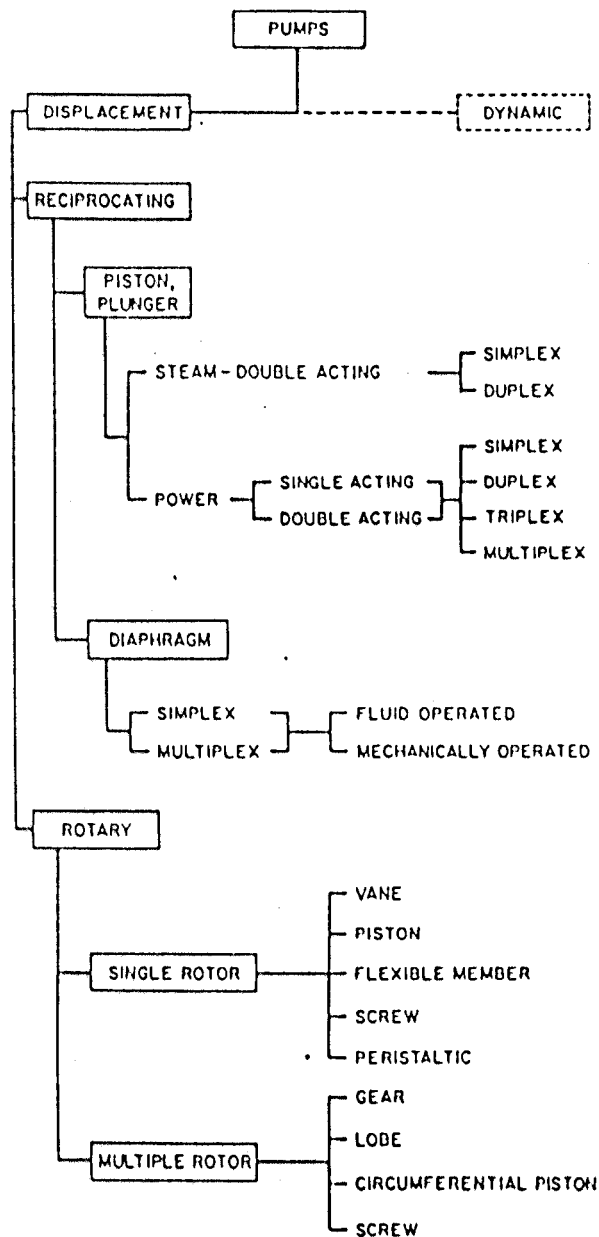 PUMPS
DISPLACEMENT
DYNAMIC
RECIPROCATING
PISTON,
PLUNGER
STEAM - DOUBLE ACTING
SIMPLEX
DUPLEX
POWER
SINGLE ACTING
DOUBLE ACTING
SIMPLEX
DUPLEX
TRIPLEX
MULTIPLEX
DIAPHRAGM
SIMPLEX
MULTIPLEX
FLUID OPERATED
MECHANICALLY OPERATED
ROTARY
SINGLE ROTOR
VANE
PISTON
FLEXIBLE MEMBER
SCREW
PERISTALTIC
MULTIPLE ROTOR
GEAR
LOBE
CIRCUMFERENTIAL PISTON
SCREW